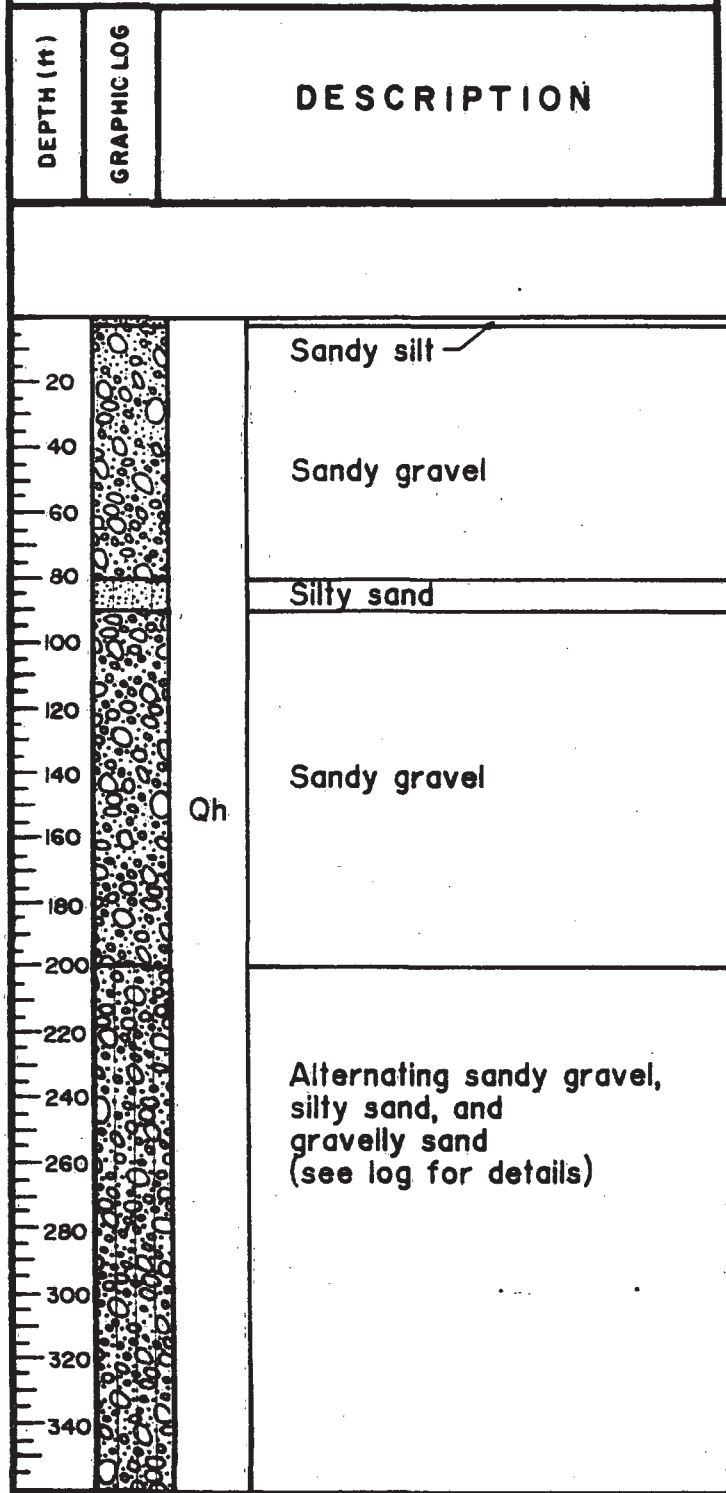 DEPTH (ft)
GRAPHIC LOG
DESCRIPTION
Sandy silt
20
40
Sandy gravel
60
80
Silty sand
100
120
140
Sandy gravel
Qh
160
180
200
220
Alternating sandy gravel,
240
silty sand, and
gravelly sand
260
(see log for details)
280
300
320
340